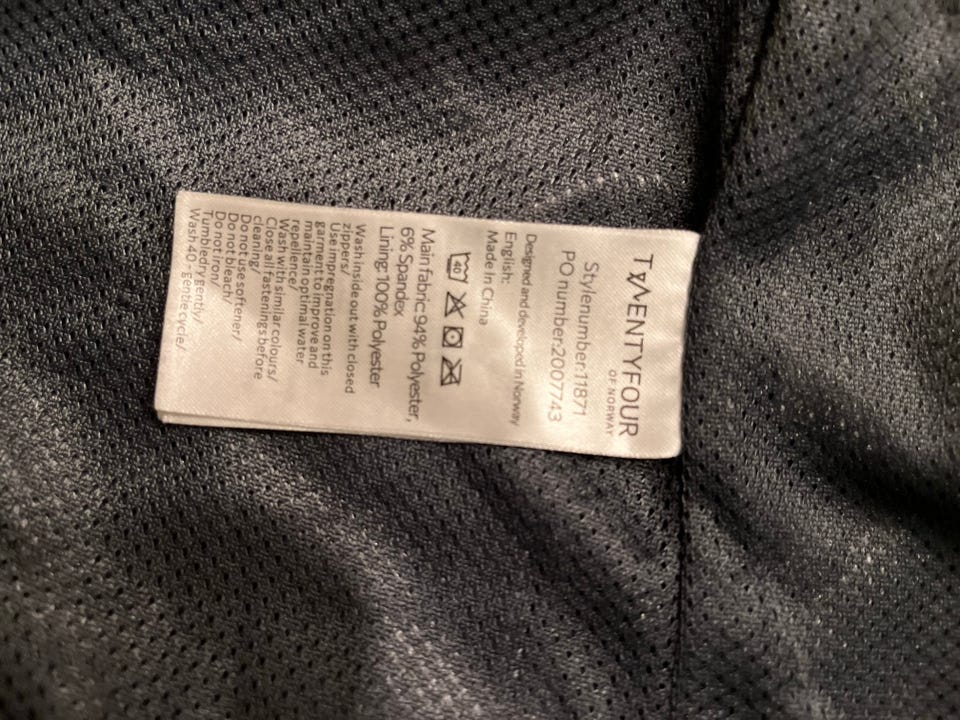 TWENTYFOUR
OF NORWAY
Stylenumber:11871
PO number:2007743
Designed and developed in Norway
English:
Made in China
40
Main fabric:94% Polyester,
6% Spandex
Lining:100% Polyester
Wash inside out with closed
zippers/
Use impregnation on this
garment to improve and
maintain optimal water
repellence/
Wash with similar colours/
Close all fastenings before
cleaning/
Do not use softener/
Do not bleach/
Do not iron/
Tumbledry gently/
Wash 40 - gentle cycle/